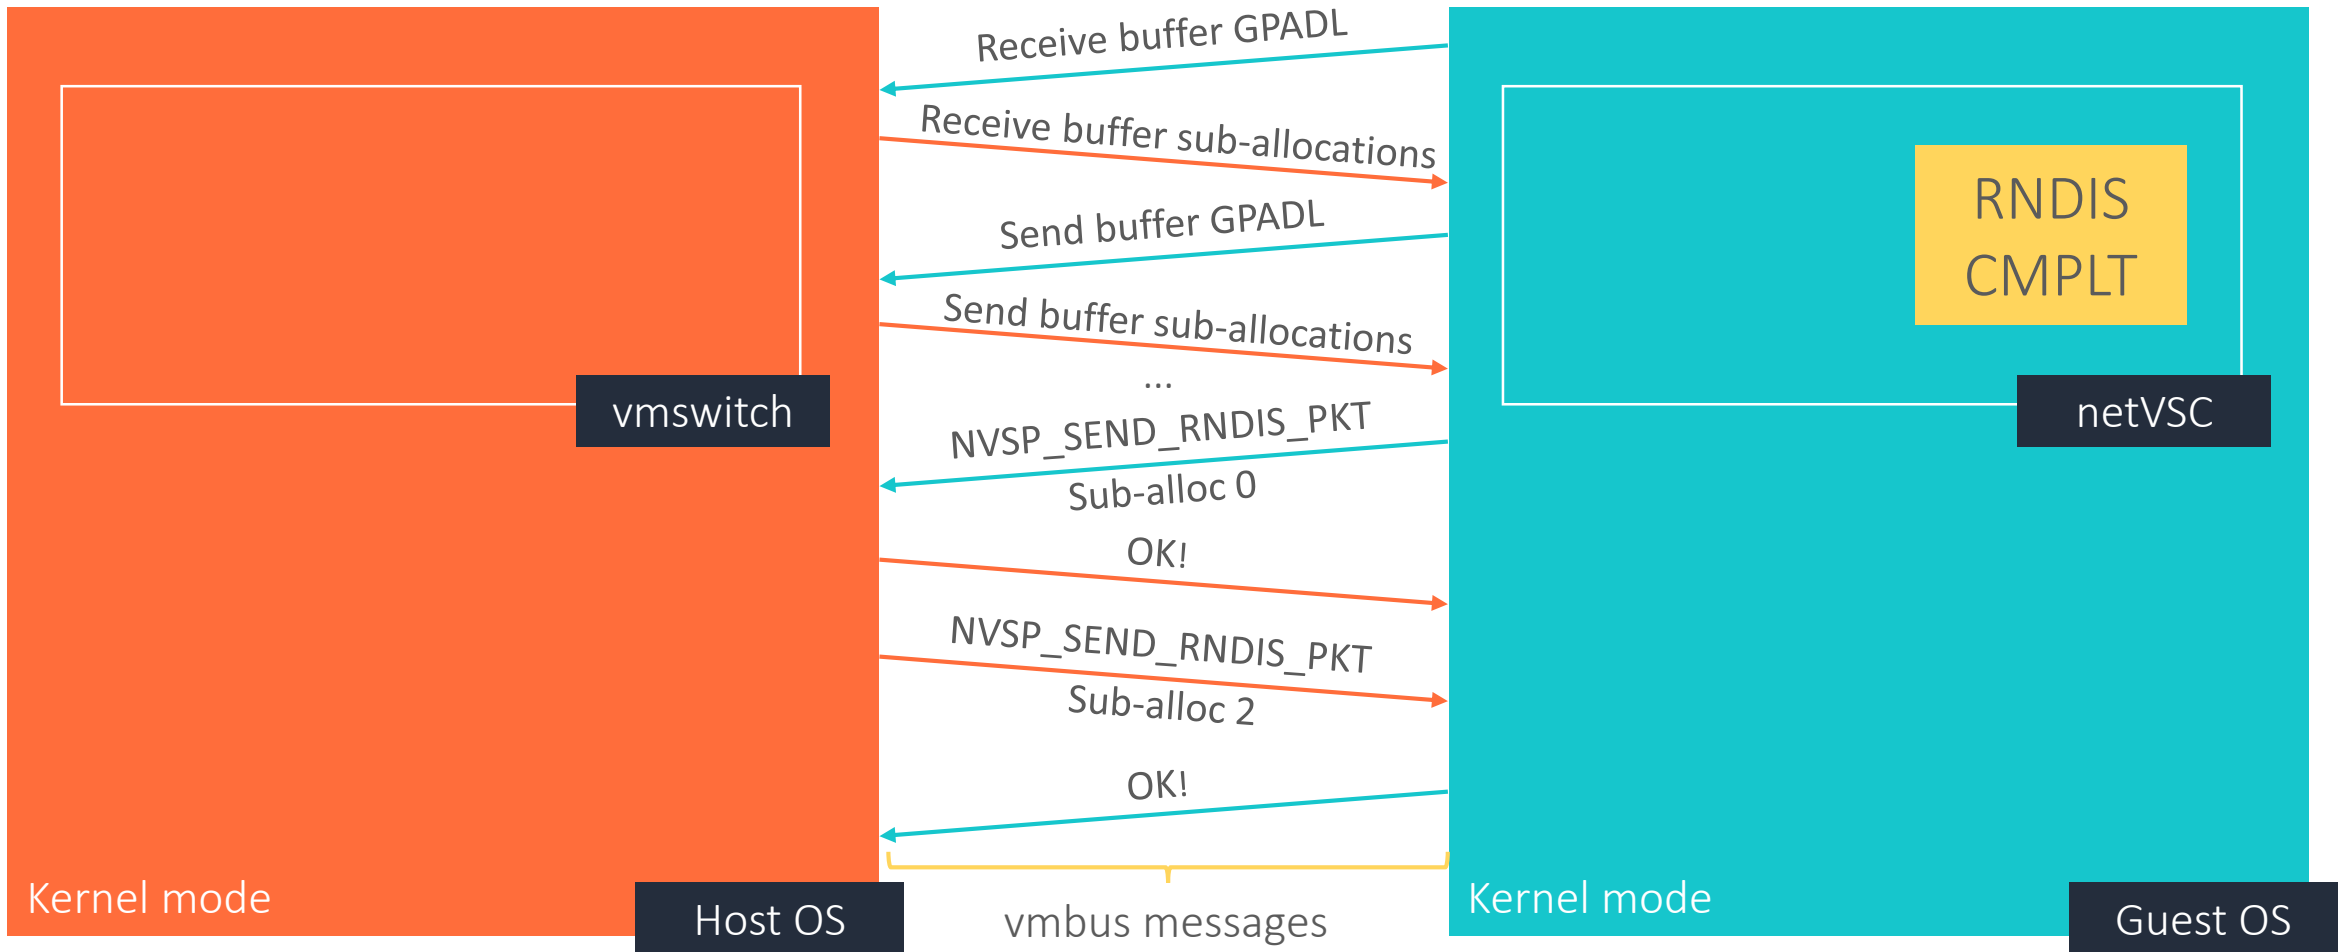 Receive buffer GPADL
Receive buffer sub-allocations
Send buffer GPADL
Send buffer sub-allocations
...
NVSP_SEND_RNDIS_PKT
Sub-alloc 0
OK!
NVSP_SEND_RNDIS_PKT
Sub-alloc 2
OK!
vmbus messages
vmswitch
Kernel mode
Host OS
RNDIS
CMPLT
netVSC
Kernel mode
Guest OS